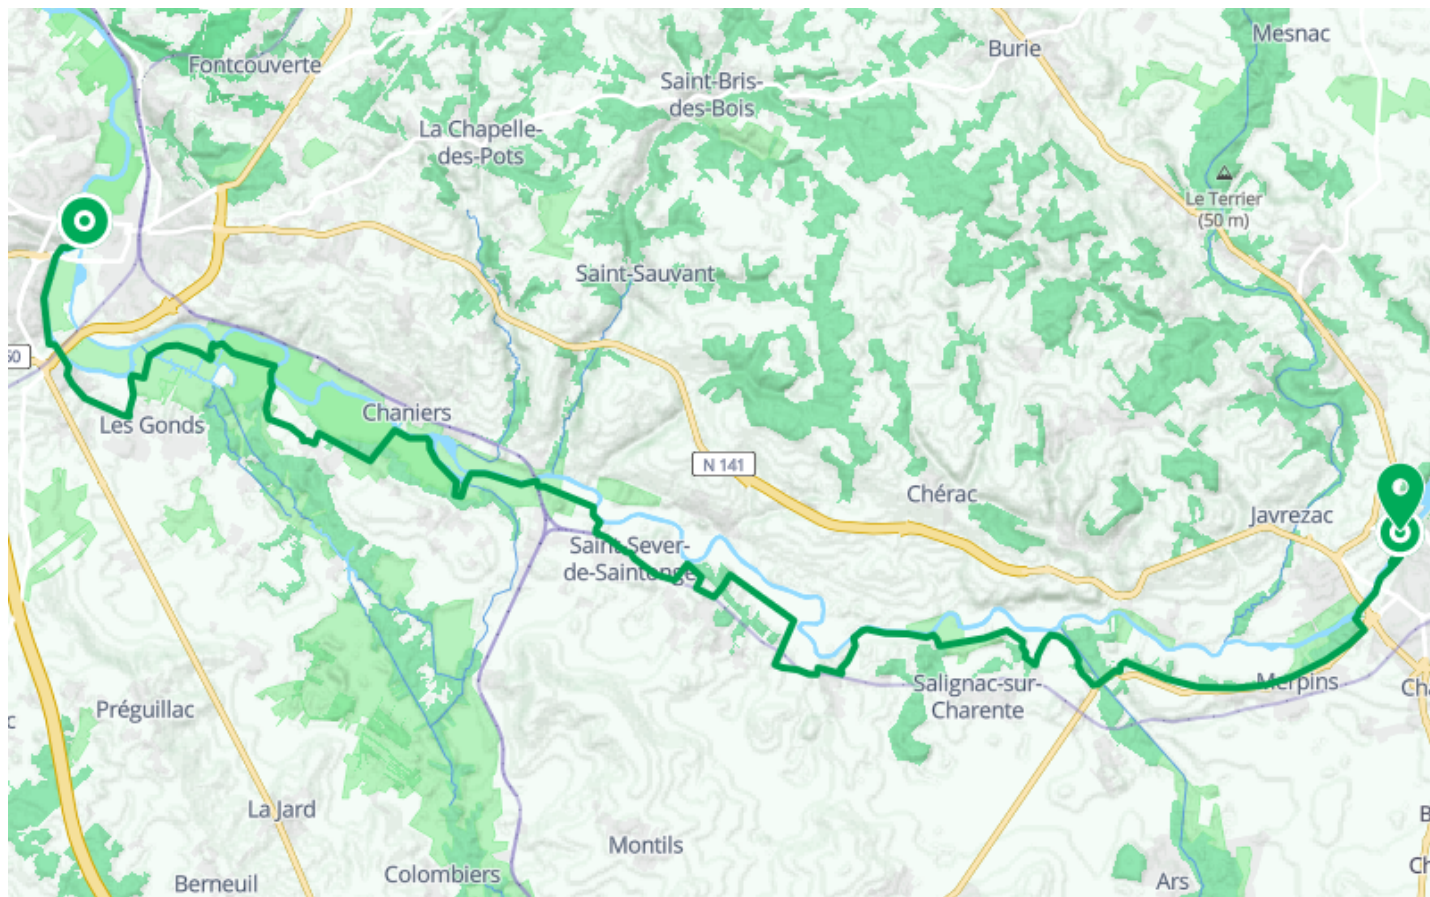 Mesnac
Burie
Fontcouverte
Saint-Bris-
des-Bois
La Chapelle-
des-Pots
Le Terrier
(50 m)
Saint-Sauvant
Chaniers
Les Gonds
N 141
Chérac
Javrezac
Saint-Sever-
de-Saintonge
Salignac-sur-
Charente
Merpins
Préguillac
La Jard
Montils
Colombiers
Berneuil
Ars